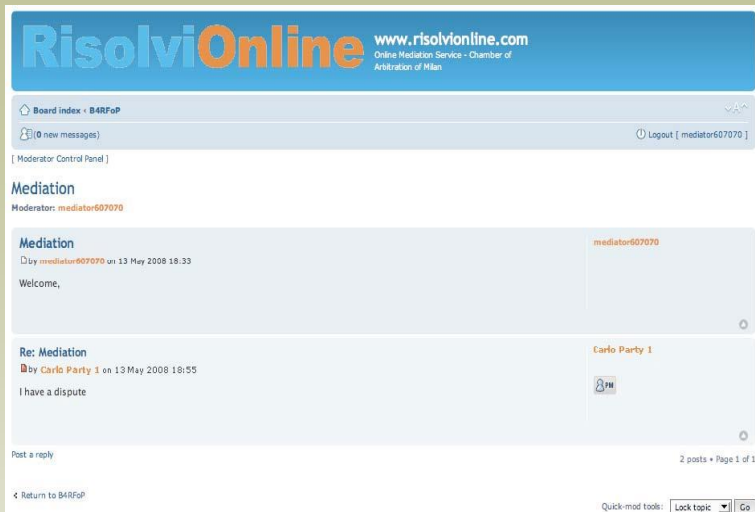 RisolviOnline
www.risolvionline.com
Online Mediation Service - Chamber of
Arbitration of Milan
Board index ‹ B4RFoP
(0 new messages)
Logout [ mediator607070 ]
[ Moderator Control Panel ]
Mediation
Moderator: mediator607070
Mediation
by mediator607070 on 13 May 2008 18:33
mediator607070
Welcome,
Re: Mediation
by Carlo Party 1 on 13 May 2008 18:55
Carlo Party 1
PM
I have a dispute
Post a reply
2 posts • Page 1 of 1
Return to B4RFoP
Quick-mod tools: Lock topic Go